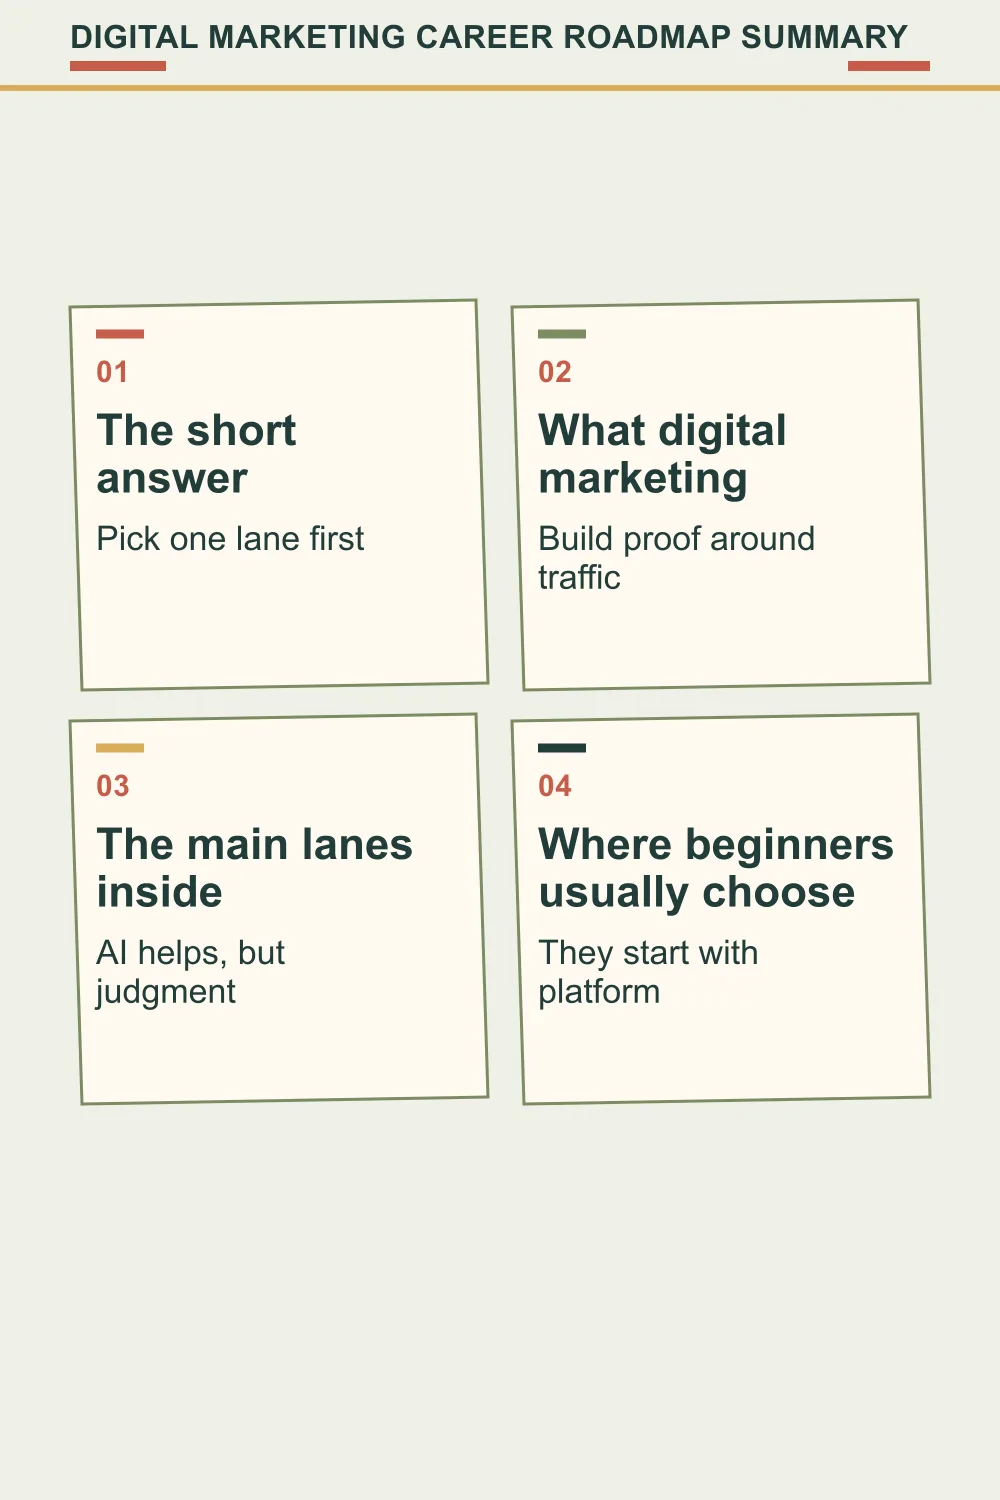 DIGITAL MARKETING CAREER ROADMAP SUMMARY
01
The short
answer
Pick one lane first
02
What digital
marketing
Build proof around
traffic
03
The main lanes
inside
AI helps, but
judgment
04
Where beginners
usually choose
They start with
platform